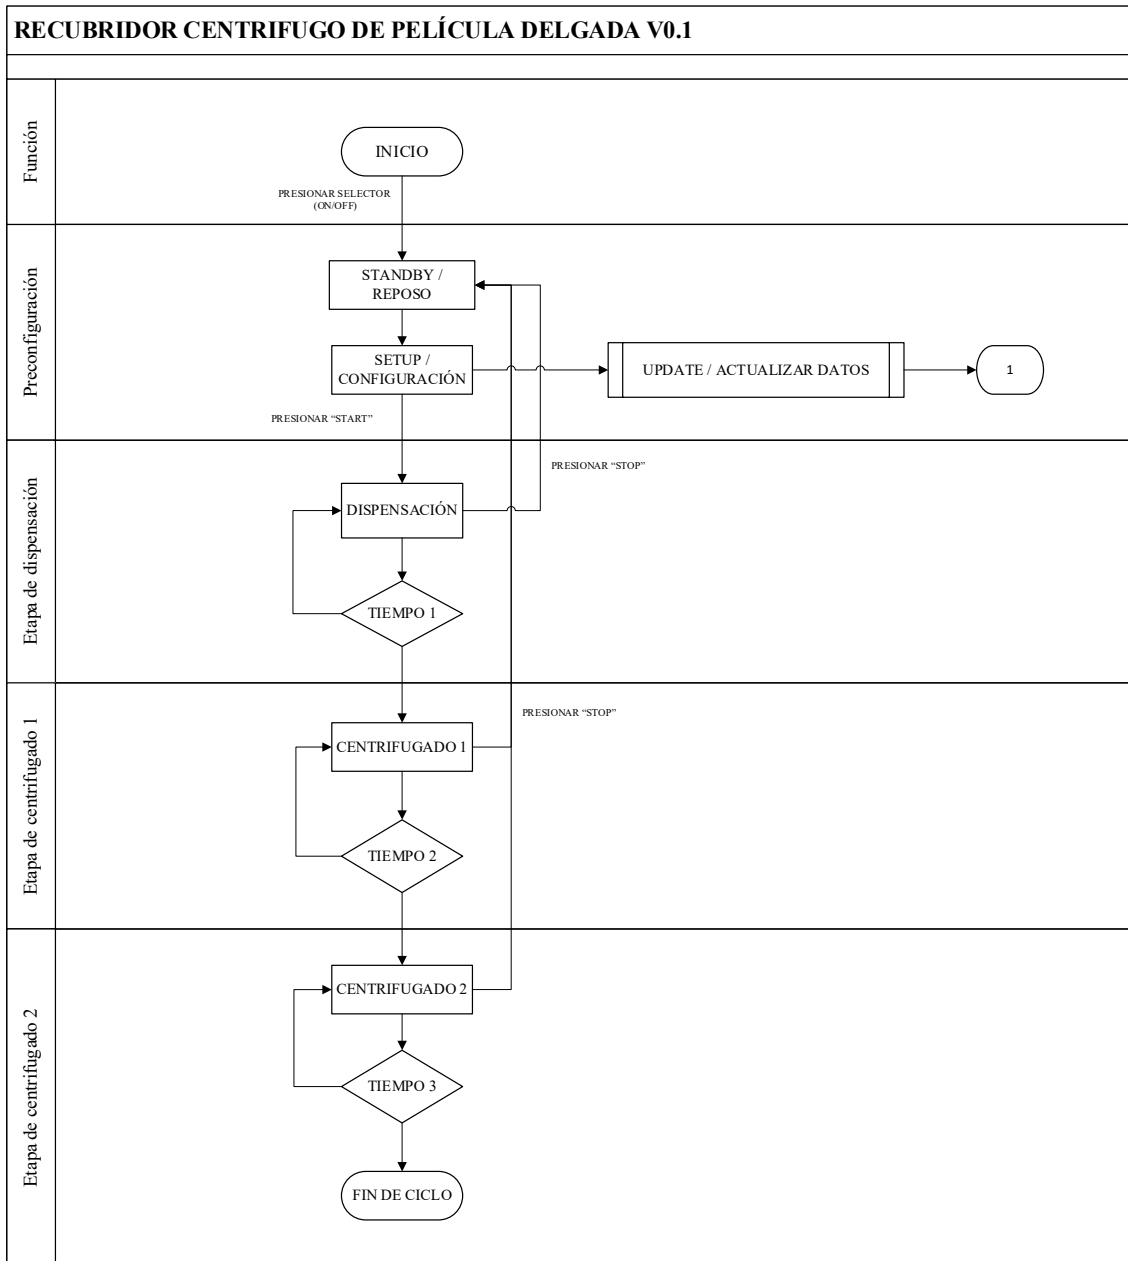 RECUBRIDOR CENTRIFUGO DE PELÍCULA DELGADA V0.1
Función
INICIO
PRESIONAR SELECTOR
(ON/OFF)
Preconfiguración
STANDBY /
REPOSO
SETUP /
CONFIGURACIÓN
UPDATE / ACTUALIZAR DATOS
1
PRESIONAR “START”
Etapa de dispensación
PRESIONAR “STOP”
DISPENSACIÓN
TIEMPO 1
Etapa de centrifugado 1
PRESIONAR “STOP”
CENTRIFUGADO 1
TIEMPO 2
Etapa de centrifugado 2
CENTRIFUGADO 2
TIEMPO 3
FIN DE CICLO